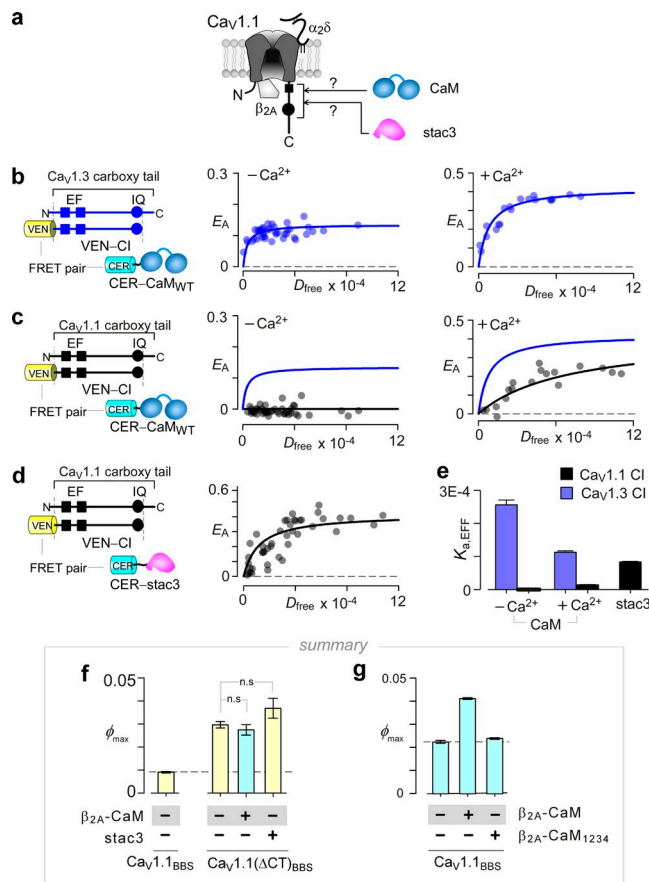 a
CaV1.1
α2δ
N
β2A
C
?
?
CaM
stac3
b
CaV1.3 carboxy tail
N
EF
IQ
C
VEN
VEN–CI
FRET pair
CER
CER–CaMWT
−Ca2+
0.3
EA
0
0
12
Dfree x 10-4
+Ca2+
0.5
EA
0
0
12
Dfree x 10-4
c
CaV1.1 carboxy tail
N
EF
IQ
C
VEN
VEN–CI
FRET pair
CER
CER–CaMWT
−Ca2+
0.3
EA
0
0
12
Dfree x 10-4
+Ca2+
0.5
EA
0
0
12
Dfree x 10-4
d
CaV1.1 carboxy tail
N
EF
IQ
C
VEN
VEN–CI
FRET pair
CER
CER–stac3
0.6
EA
0
0
12
Dfree x 10-4
e
CaV1.1 CI
CaV1.3 CI
3E-4
Ka,EFF
0
−Ca2+
+Ca2+
stac3
CaM
summary
f
0.05
ϕmax
0
n.s
n.s
− − + − β2A-CaM
− − − + stac3
CaV1.1BBS
CaV1.1(ΔCT)BBS
g
0.05
ϕmax
0
− + − β2A-CaM
− − + β2A-CaM1234
CaV1.1BBS